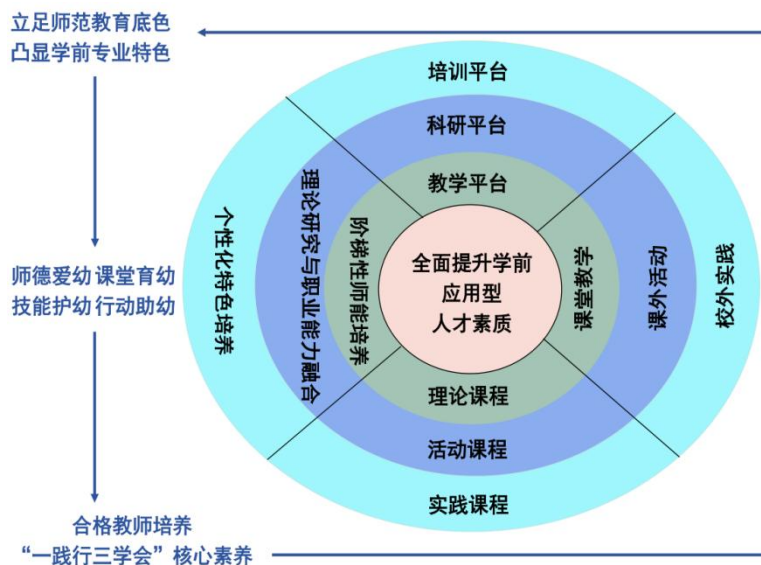 立足师范教育底色
凸显学前专业特色
师德爱幼 课堂育幼
技能护幼 行动助幼
合格教师培养
“一践行三学会”核心素养
培训平台
科研平台
教学平台
个性化特色培养
理论研究与职业能力融合
阶梯性师能培养
全面提升学前
应用型
人才素质
课堂教学
课外活动
校外实践
理论课程
活动课程
实践课程